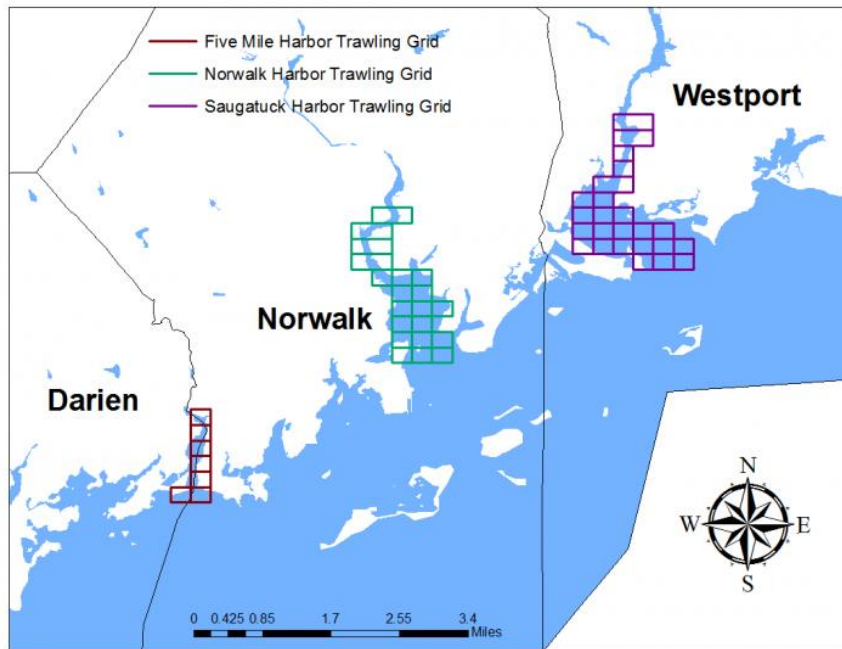 Five Mile Harbor Trawling Grid
Norwalk Harbor Trawling Grid
Saugatuck Harbor Trawling Grid
Westport
Norwalk
Darien
N
W E
S
0 0.425 0.85 1.7 2.55 3.4
Miles